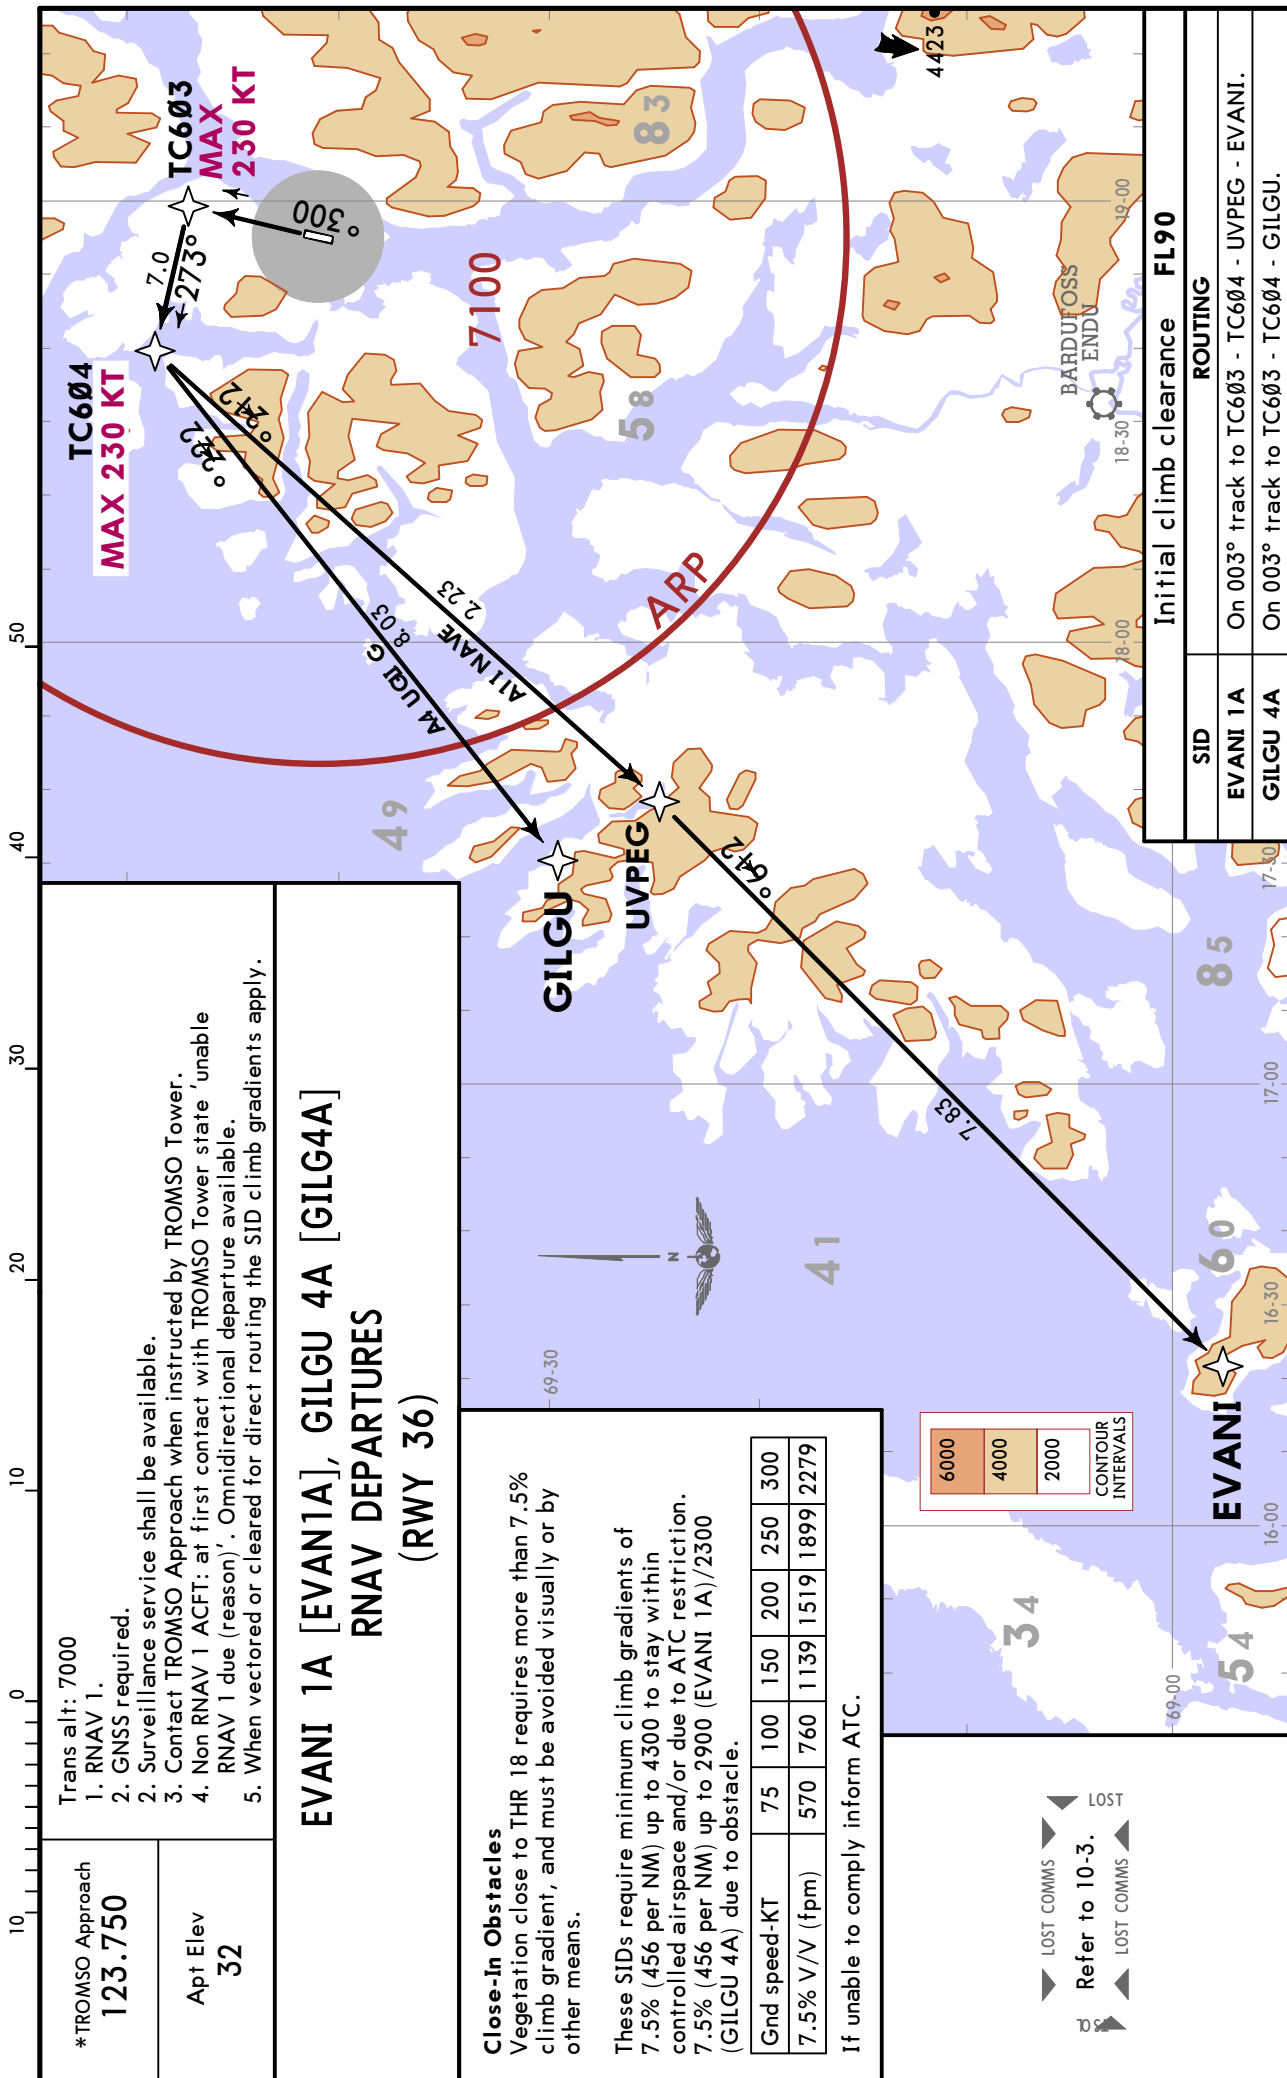 *TROMSO Approach
123.750
Apt Elev
32
Trans alt: 7000
1. RNAV 1.
2. GNSS required.
2. Surveillance service shall be available.
3. Contact TROMSO Approach when instructed by TROMSO Tower.
4. Non RNAV 1 ACFT: at first contact with TROMSO Tower state 'unable
RNAV 1 due (reason)'. Omnidirectional departure available.
5. When vectored or cleared for direct routing the SID climb gradients apply.
EVANI 1A [EVAN1A], GILGU 4A [GILG4A]
RNAV DEPARTURES
(RWY 36)
Close-In Obstacles
Vegetation close to THR 18 requires more than 7.5%
climb gradient, and must be avoided visually or by
other means.
These SIDs require minimum climb gradients of
7.5% (456 per NM) up to 4300 to stay within
controlled airspace and/or due to ATC restriction.
7.5% (456 per NM) up to 2900 (EVANI 1A)/2300
(GILGU 4A) due to obstacle.
Gnd speed-KT 75 100 150 200 250 300
7.5% V/V (fpm) 570 760 1139 1519 1899 2279
If unable to comply inform ATC.
LOST COMMS
LOST
Refer to 10-3.
LOST COMMS
10
0
10
20
30
40
50
TC603
MAX
230 KT
300°
7.0
273°
TC604
MAX 230 KT
8.03
2.23
ARP
7100
GILGU
UVPEG
7.83
EVANI
N
83
58
49
41
85
60
34
54
4423
BARDUFOSS
ENDU
69-30
69-00
19-00
18-30
18-00
17-30
17-00
16-30
16-00
6000
4000
2000
CONTOUR
INTERVALS
Initial climb clearance FL90
SID ROUTING
EVANI 1A On 003° track to TC603 - TC604 - UVPEG - EVANI.
GILGU 4A On 003° track to TC603 - TC604 - GILGU.